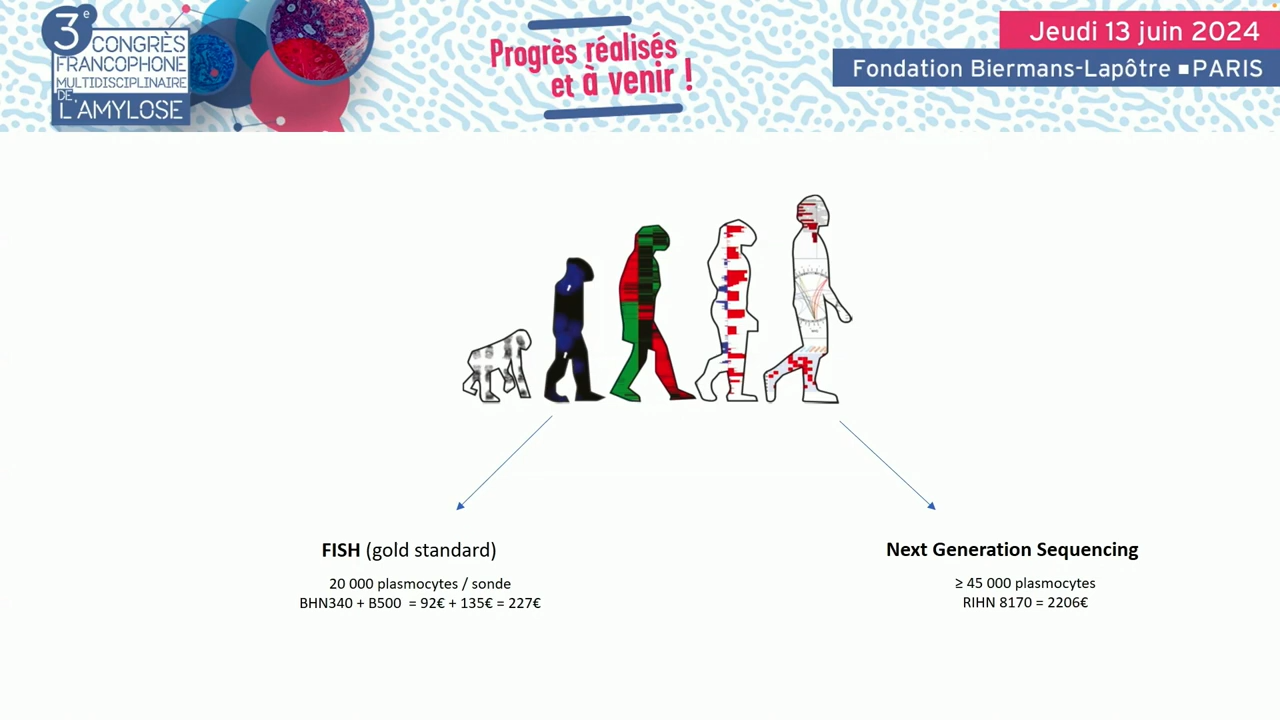 3e CONGRÈS
FRANCOPHONE
MULTIDISCIPLINAIRE
DE
L'AMYLOSE
Progrès réalisés
et à venir !
Jeudi 13 juin 2024
Fondation Biermans-Lapôtre ▪ PARIS
FISH (gold standard)
20 000 plasmocytes / sonde
BHN340 + B500 = 92€ + 135€ = 227€
Next Generation Sequencing
≥ 45 000 plasmocytes
RIHN 8170 = 2206€